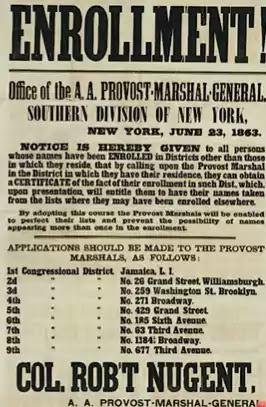 ENROLLMENT!
Office of the A. A. PROVOST-MARSHAL-GENERAL,
SOUTHERN DIVISION OF NEW YORK,
NEW YORK, JUNE 23, 1863.
NOTICE IS HEREBY GIVEN to all persons
whose names have been ENROLLED in Districts other than those
in which they reside, that by calling upon the Provost Marshal
in the District in which they have their residence, they can obtain
a CERTIFICATE of the fact of their enrollment in such Dist. which,
upon presentation, will entitle them to have their names taken
from the lists where they may have been enrolled elsewhere.
By adopting this course the Provost Marshals will be enabled
to perfect their lists and prevent the possibility of names
appearing more than once in the enrollment.
APPLICATIONS SHOULD BE MADE TO THE PROVOST
MARSHALS, AS FOLLOWS:
1st Congressional District Jamaica, L. I.
2d " " No. 26 Grand Street, Williamsburgh.
3d " " No. 259 Washington St. Brooklyn.
4th " " No. 271 Broadway.
5th " " No. 429 Grand Street.
6th " " No. 185 Sixth Avenue.
7th " " No. 63 Third Avenue.
8th " " No. 1184 Broadway.
9th " " No. 677 Third Avenue.
COL. ROB'T NUGENT,
A. A. PROVOST-MARSHAL-GENERAL